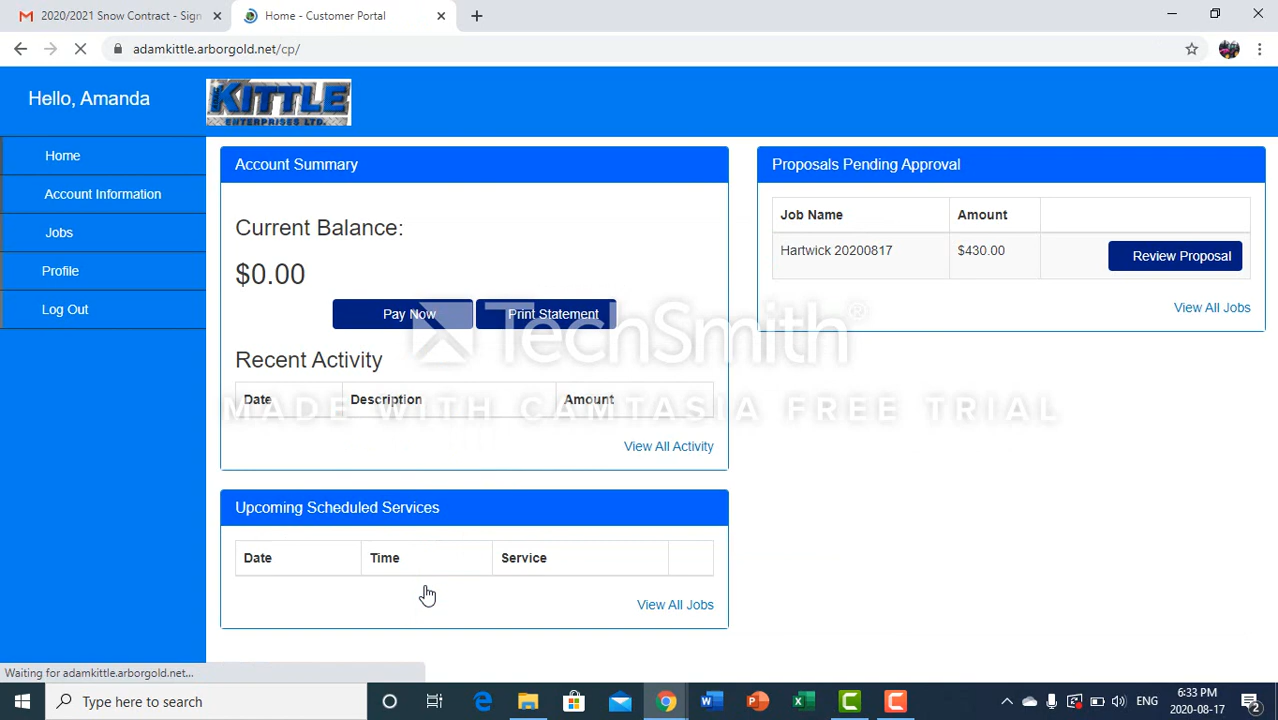 2020/2021 Snow Contract - Sign
Home - Customer Portal
adamkittle.arborgold.net/cp/
Hello, Amanda
KITTLE
ENTERPRISES LTD.
Home
Account Information
Jobs
Profile
Log Out
Account Summary
Current Balance:
$0.00
Pay Now
Print Statement
Recent Activity
Date Description Amount
View All Activity
Upcoming Scheduled Services
Date Time Service
View All Jobs
Proposals Pending Approval
Job Name Amount
Hartwick 20200817 $430.00 Review Proposal
View All Jobs
TechSmith®
MADE WITH CAMTASIA FREE TRIAL
Waiting for adamkittle.arborgold.net...
Type here to search
ENG
6:33 PM
2020-08-17
2